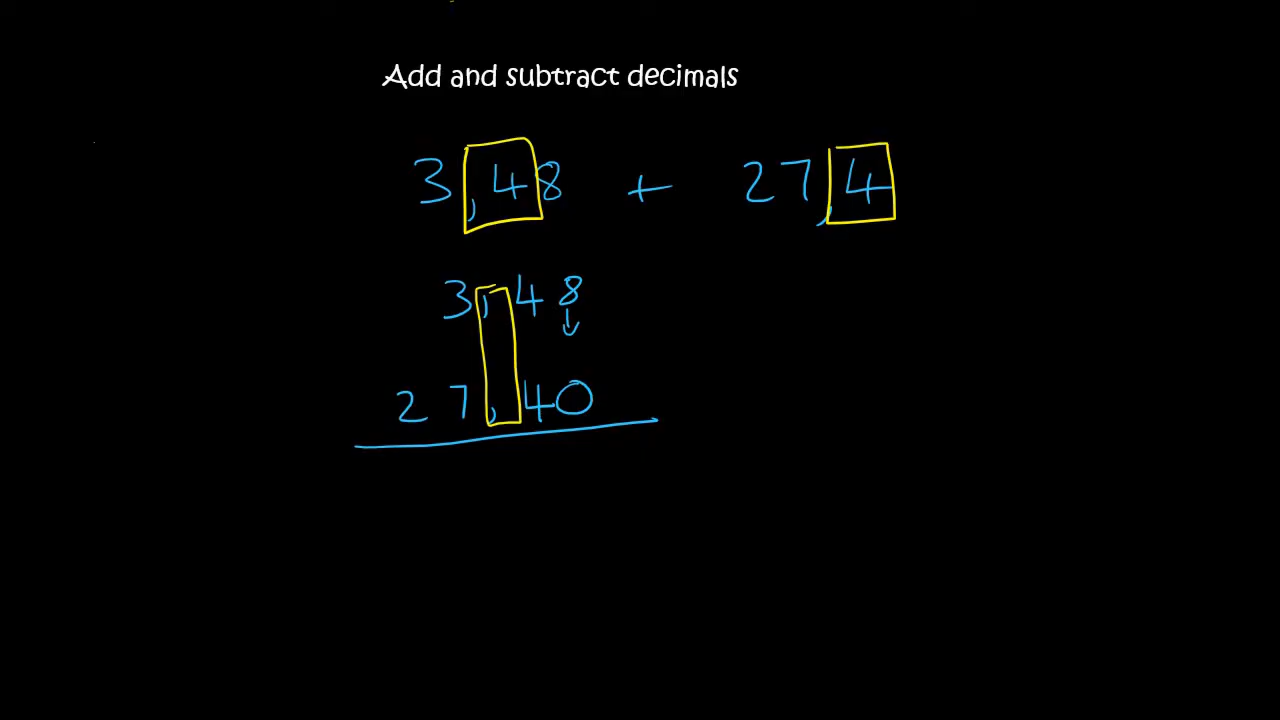 Add and subtract decimals
3,48 + 27,4
3,48
27,40